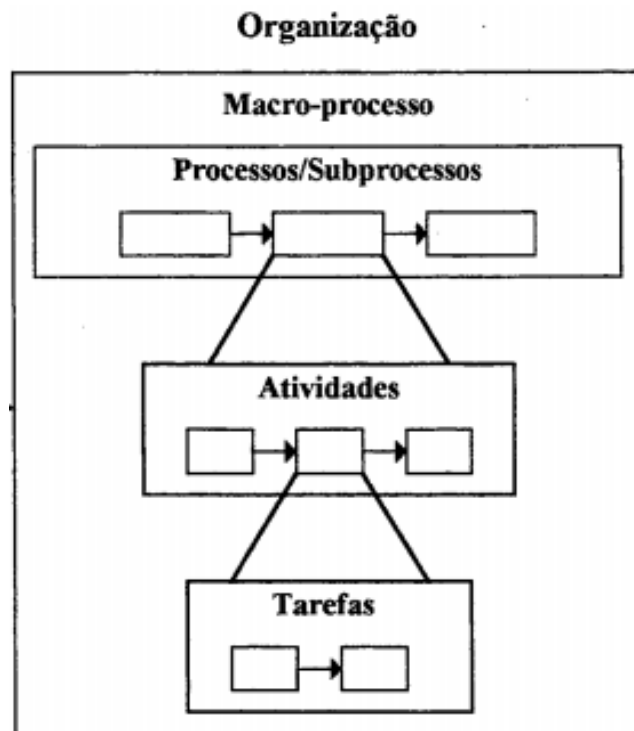 Organização
Macro-processo
Processos/Subprocessos
Atividades
Tarefas